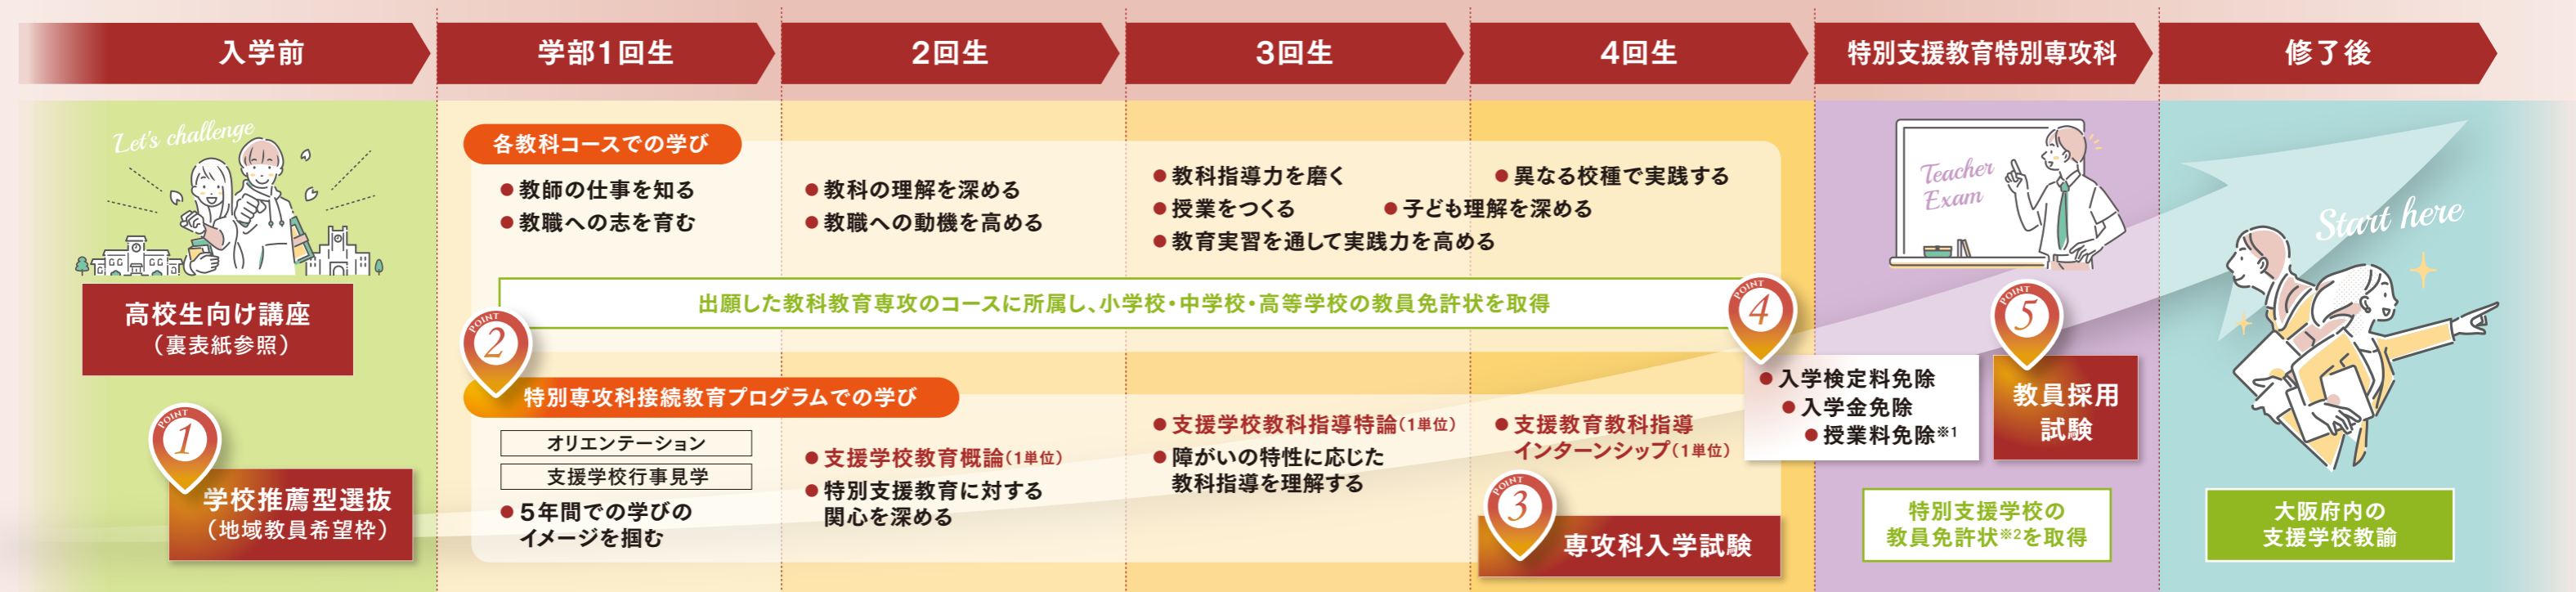 入学前
学部1回生
2回生
3回生
4回生
特別支援教育特別専攻科
修了後
Let's challenge
高校生向け講座
（裏表紙参照）
POINT
1
学校推薦型選抜
（地域教員希望枠）
各教科コースでの学び
●教師の仕事を知る
●教職への志を育む
●教科の理解を深める
●教職への動機を高める
●教科指導力を磨く
●異なる校種で実践する
●授業をつくる
●子ども理解を深める
●教育実習を通して実践力を高める
出願した教科教育専攻のコースに所属し、小学校・中学校・高等学校の教員免許状を取得
POINT
2
特別専攻科接続教育プログラムでの学び
オリエンテーション
支援学校行事見学
●5年間での学びの
イメージを掴む
●支援学校教育概論（1単位）
●特別支援教育に対する
関心を深める
●支援学校教科指導特論（1単位）
●障がいの特性に応じた
教科指導を理解する
●支援教育教科指導
インターンシップ（1単位）
POINT
3
専攻科入学試験
POINT
4
●入学検定料免除
●入学金免除
●授業料免除※1
Teacher
Exam
POINT
5
教員採用
試験
特別支援学校の
教員免許状※2を取得
Start here
大阪府内の
支援学校教諭